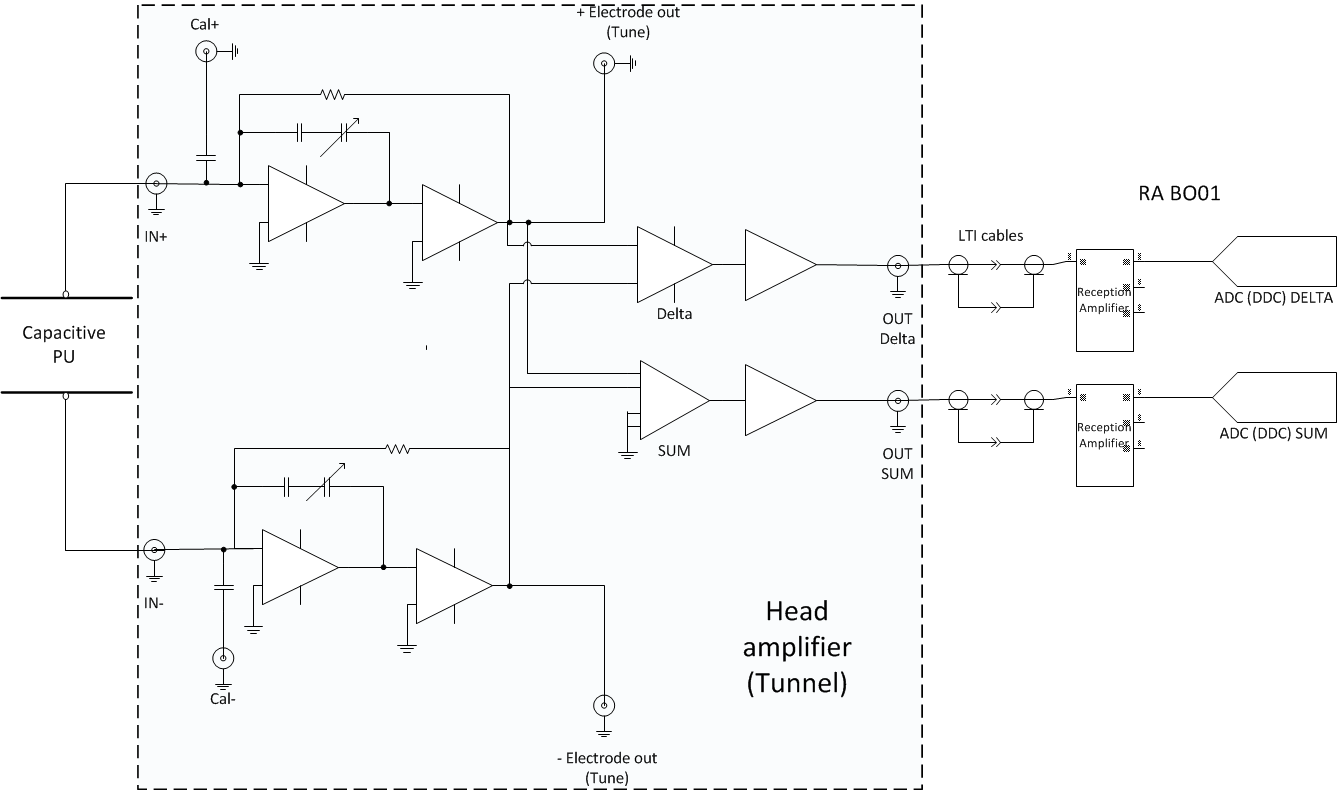 Cal+
+ Electrode out
(Tune)
IN+
Capacitive
PU
Delta
OUT
Delta
LTI cables
RA BO01
Reception
Amplifier
ADC (DDC) DELTA
SUM
OUT
SUM
Reception
Amplifier
ADC (DDC) SUM
IN-
Cal-
Head
amplifier
(Tunnel)
- Electrode out
(Tune)